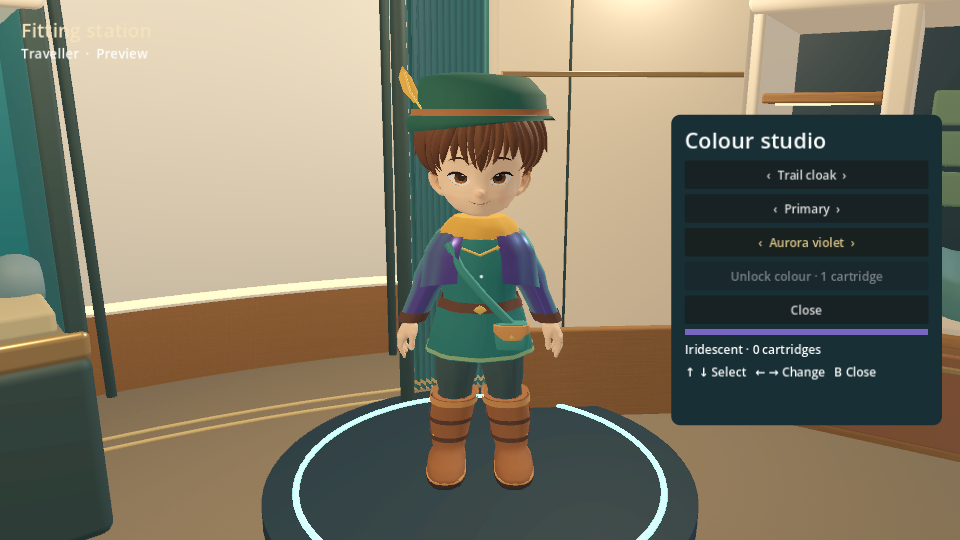 Fitting station
Traveller · Preview
Colour studio
‹ Trail cloak ›
‹ Primary ›
‹ Aurora violet ›
Unlock colour · 1 cartridge
Close
Iridescent · 0 cartridges
↑ ↓ Select ← → Change B Close